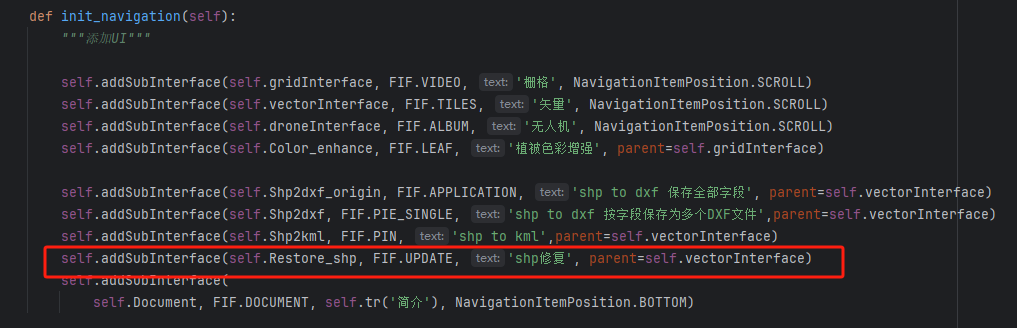 def init_navigation(self):
"""添加UI"""
self.addSubInterface(self.gridInterface, FIF.VIDEO, text: '栅格', NavigationItemPosition.SCROLL)
self.addSubInterface(self.vectorInterface, FIF.TILES, text: '矢量', NavigationItemPosition.SCROLL)
self.addSubInterface(self.droneInterface, FIF.ALBUM, text: '无人机', NavigationItemPosition.SCROLL)
self.addSubInterface(self.Color_enhance, FIF.LEAF, text: '植被色彩增强', parent=self.gridInterface)
self.addSubInterface(self.Shp2dxf_origin, FIF.APPLICATION, text: 'shp to dxf 保存全部字段', parent=self.vectorInterface)
self.addSubInterface(self.Shp2dxf, FIF.PIE_SINGLE, text: 'shp to dxf 按字段保存为多个DXF文件',parent=self.vectorInterface)
self.addSubInterface(self.Shp2kml, FIF.PIN, text: 'shp to kml',parent=self.vectorInterface)
self.addSubInterface(self.Restore_shp, FIF.UPDATE, text: 'shp修复', parent=self.vectorInterface)
self.addSubInterface(
self.Document, FIF.DOCUMENT, self.tr('简介'), NavigationItemPosition.BOTTOM)